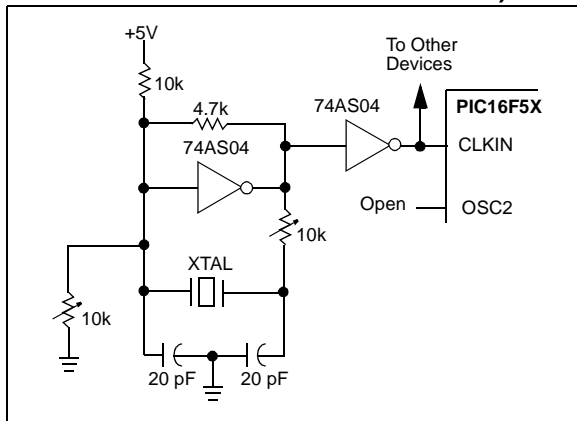 +5V
To Other
Devices
10k
4.7k
74AS04
PIC16F5X
74AS04
CLKIN
Open
OSC2
10k
XTAL
10k
20 pF
20 pF